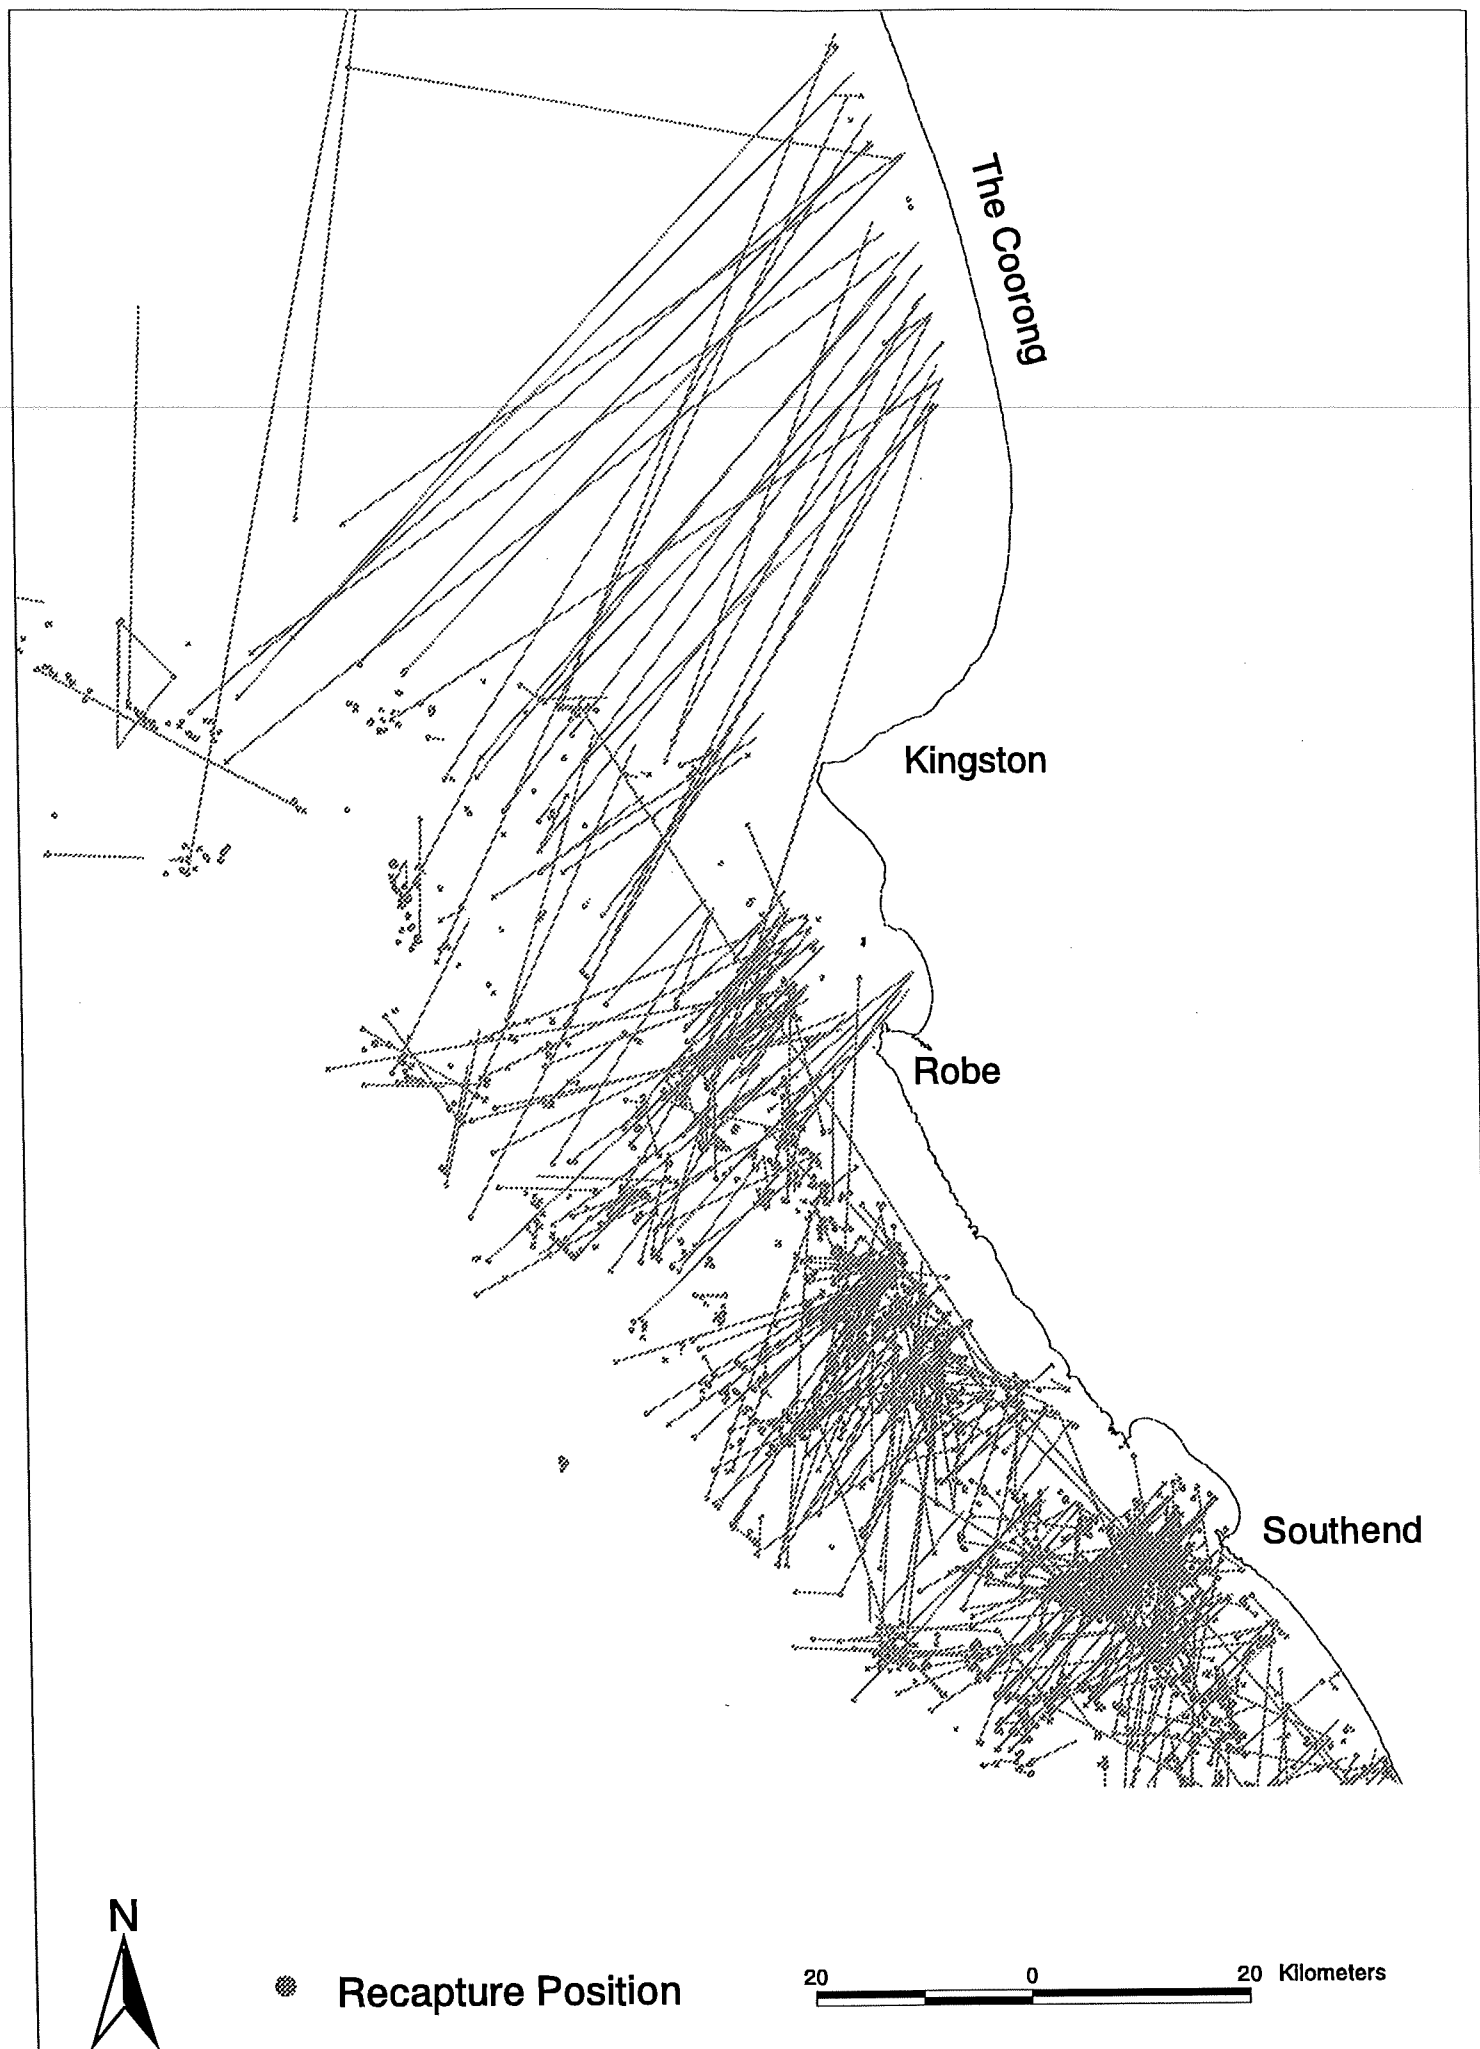 The Coorong
Kingston
Robe
Southend
N
Recapture Position
20 0 20 Kilometers